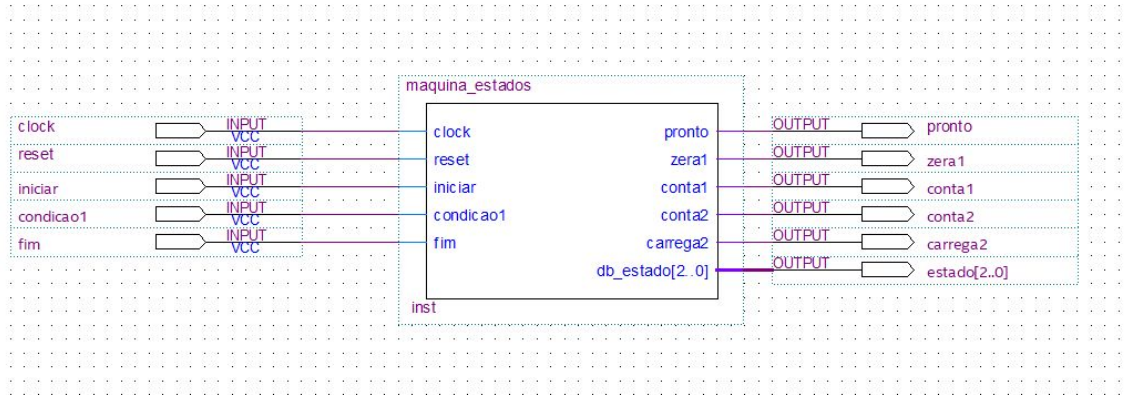 maquina_estados
clock INPUT VCC clock pronto OUTPUT pronto
reset INPUT VCC reset zera1 OUTPUT zera1
iniciar INPUT VCC iniciar conta1 OUTPUT conta1
condicao1 INPUT VCC condicao1 conta2 OUTPUT conta2
fim INPUT VCC fim carrega2 OUTPUT carrega2
db_estado[2..0] OUTPUT estado[2..0]
inst